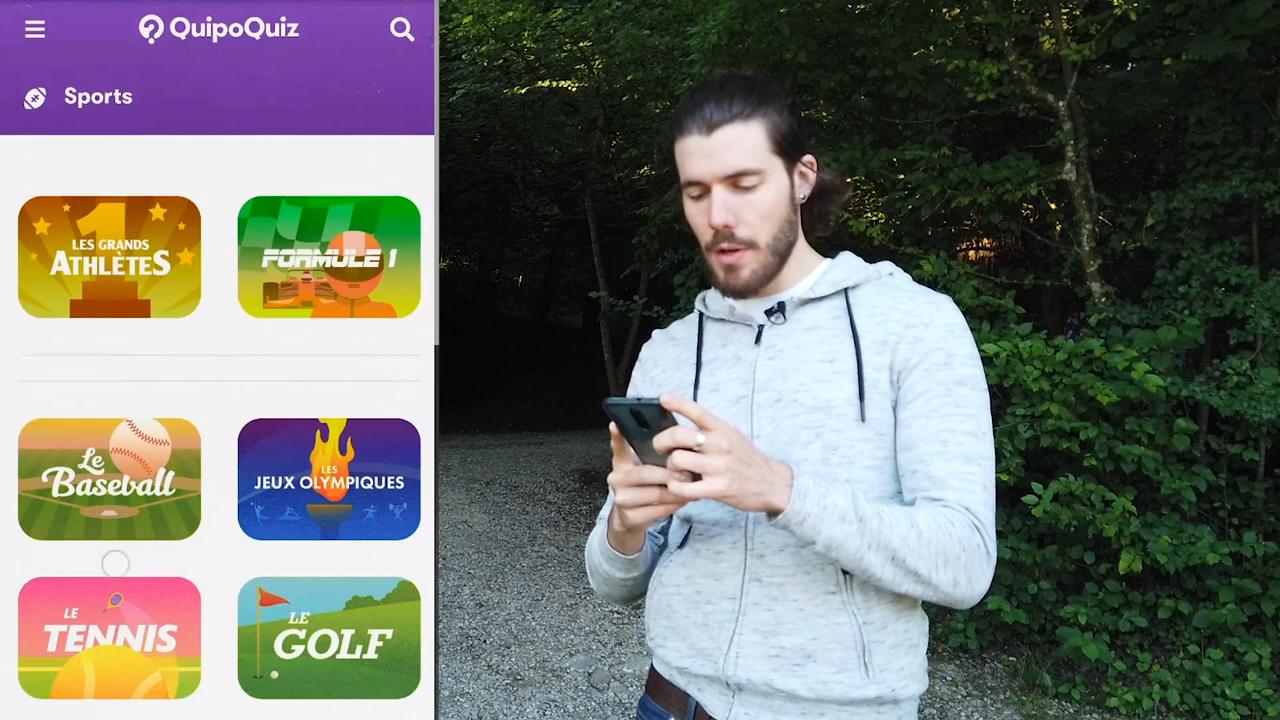 QuipoQuiz
Sports
LES GRANDS
ATHLÈTES
FORMULE 1
Le
Baseball
LES
JEUX OLYMPIQUES
LE
TENNIS
LE
GOLF